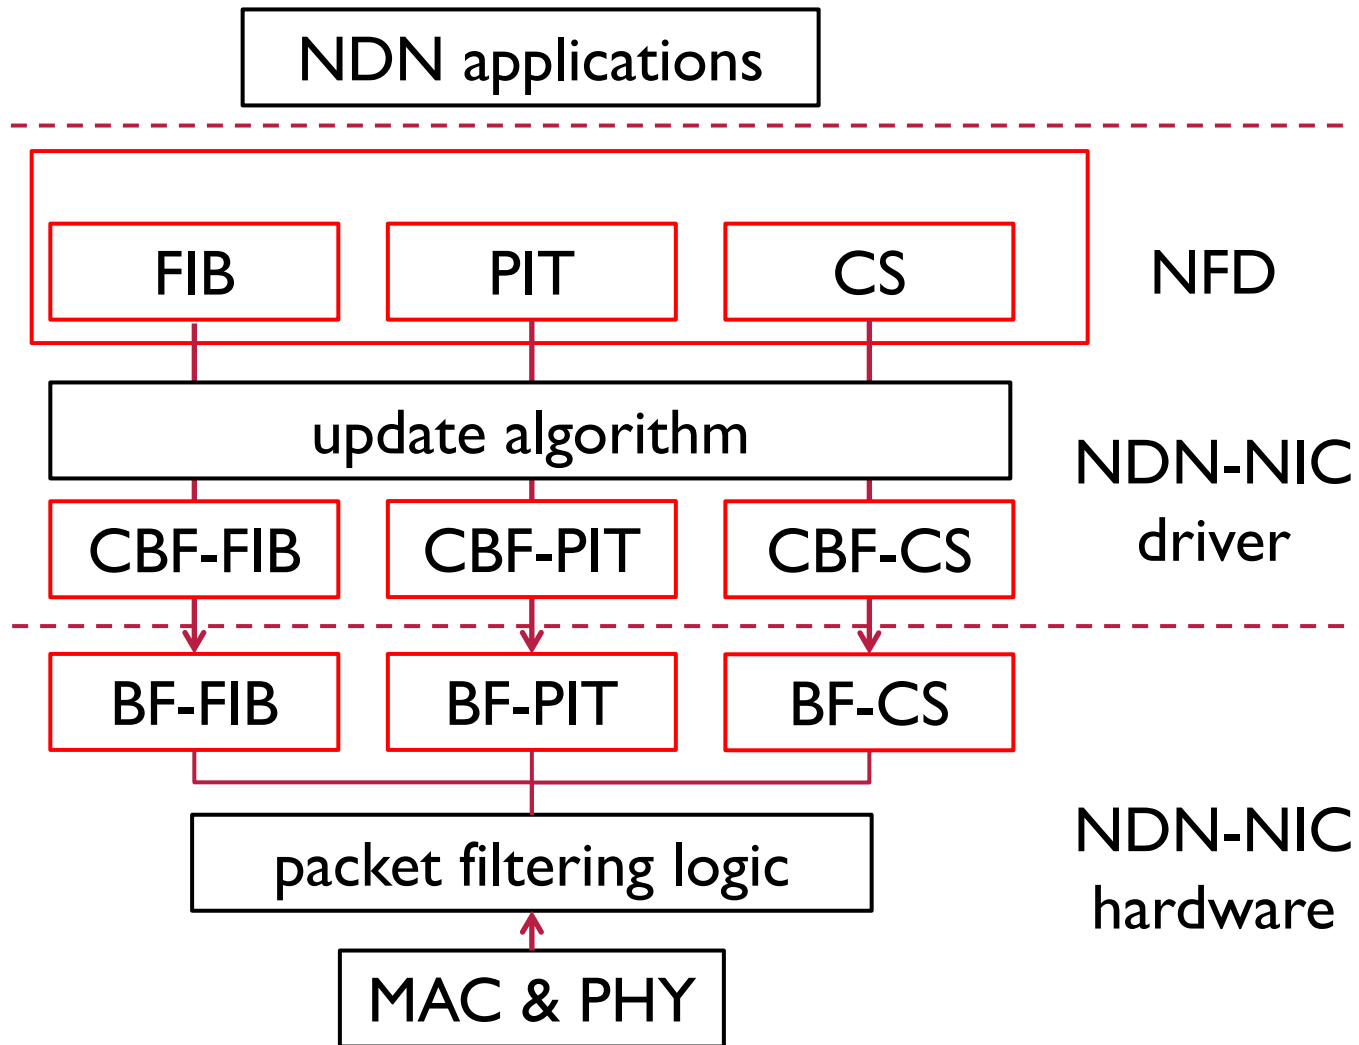 NDN applications
FIB
PIT
CS
NFD
update algorithm
NDN-NIC
driver
CBF-FIB
CBF-PIT
CBF-CS
BF-FIB
BF-PIT
BF-CS
packet filtering logic
NDN-NIC
hardware
MAC & PHY